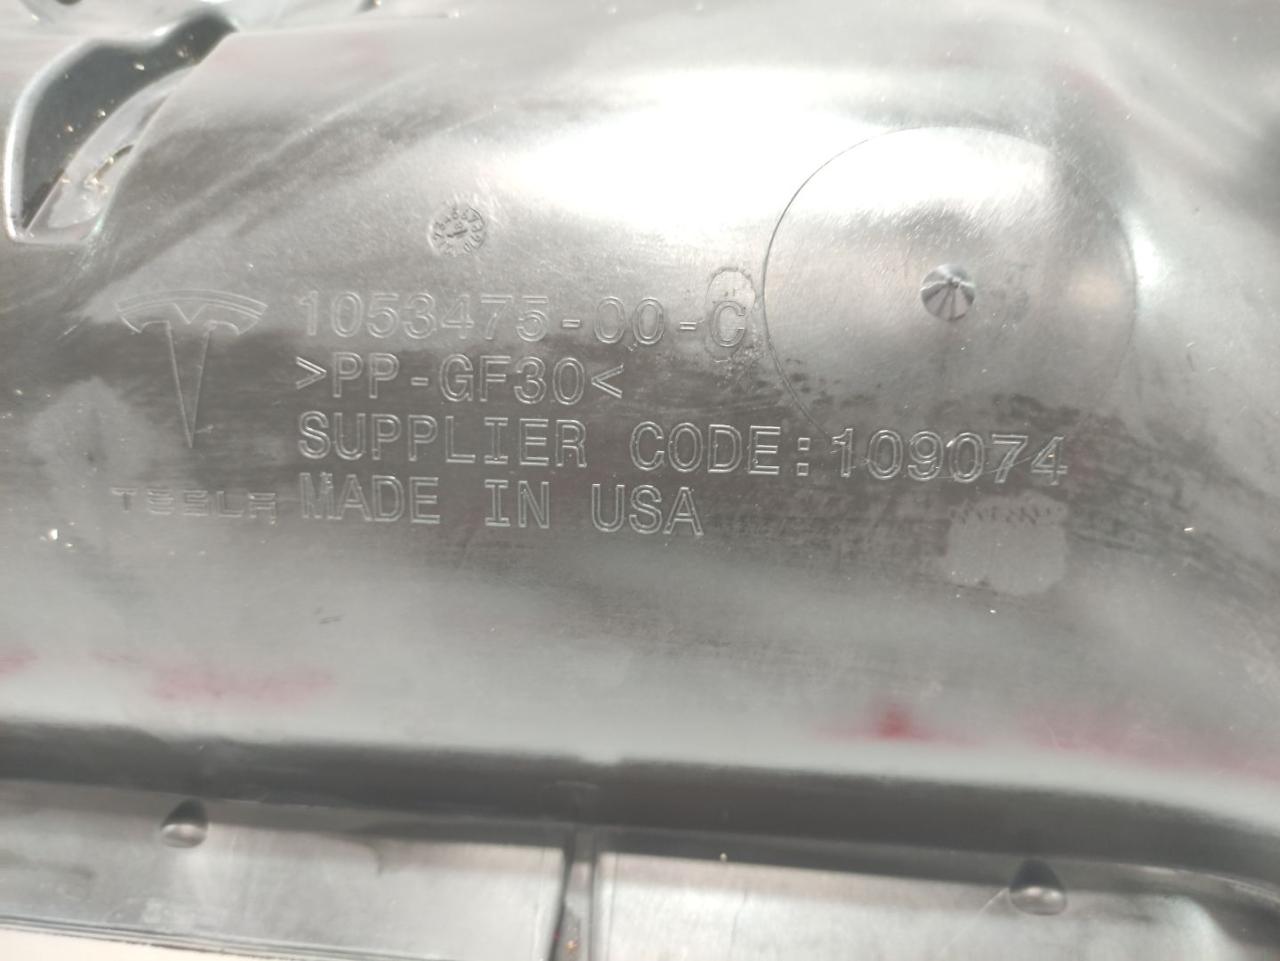 1053475-00-C
>PP-GF30<
SUPPLIER CODE:109074
TESLA MADE IN USA